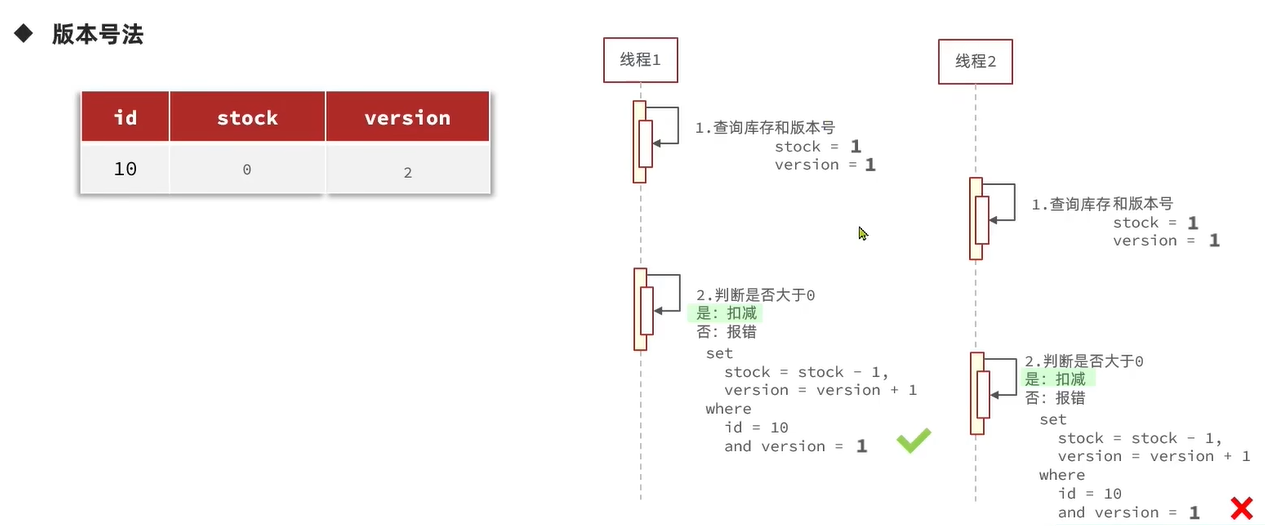 版本号法
id stock version
10 0 2
线程1
1.查询库存和版本号
stock = 1
version = 1
2.判断是否大于0
是：扣减
否：报错
set
stock = stock - 1,
version = version + 1
where
id = 10
and version = 1
线程2
1.查询库存和版本号
stock = 1
version = 1
2.判断是否大于0
是：扣减
否：报错
set
stock = stock - 1,
version = version + 1
where
id = 10
and version = 1